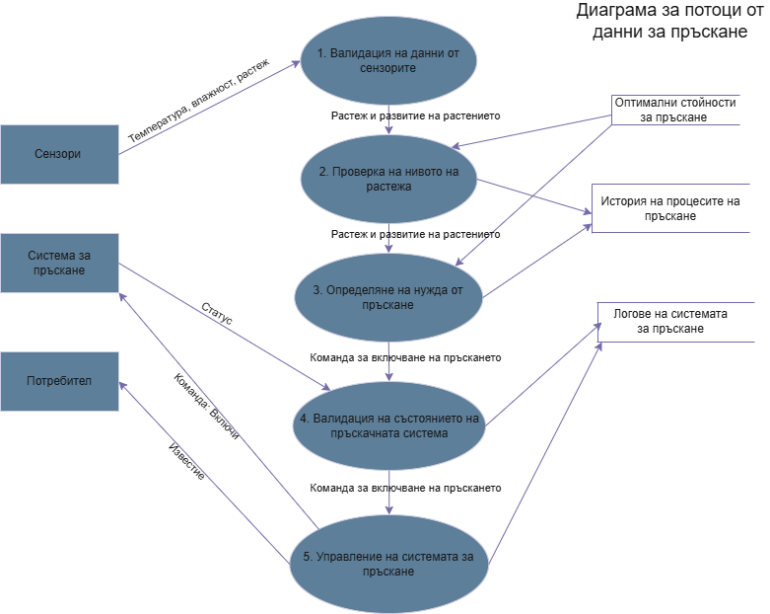 Диаграма за потоци от
данни за пръскане
1. Валидация на данни от
сензорите
Температура, влажност, растеж
Растеж и развитие на растението
Оптимални стойности
за пръскане
Сензори
2. Проверка на нивото на
растежа
История на процесите на
пръскане
Растеж и развитие на растението
Система за
пръскане
3. Определяне на нужда от
пръскане
Статус
Логове на системата
за пръскане
Команда за включване на пръскането
Потребител
Команда: Включи
4. Валидация на състоянието на
пръскачната система
Известие
Команда за включване на пръскането
5. Управление на системата за
пръскане